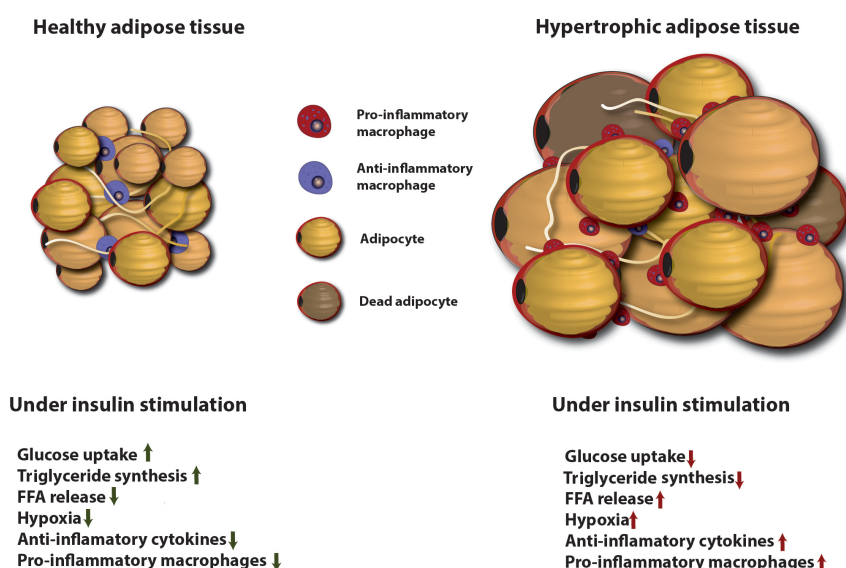 Healthy adipose tissue
Hypertrophic adipose tissue
Pro-inflammatory
macrophage
Anti-inflammatory
macrophage
Adipocyte
Dead adipocyte
Under insulin stimulation
Glucose uptake ↑
Triglyceride synthesis ↑
FFA release ↓
Hypoxia ↓
Anti-inflamatory cytokines ↓
Pro-inflammatory macrophages ↓
Under insulin stimulation
Glucose uptake ↓
Triglyceride synthesis ↓
FFA release ↑
Hypoxia ↑
Anti-inflamatory cytokines ↑
Pro-inflammatory macrophages ↑